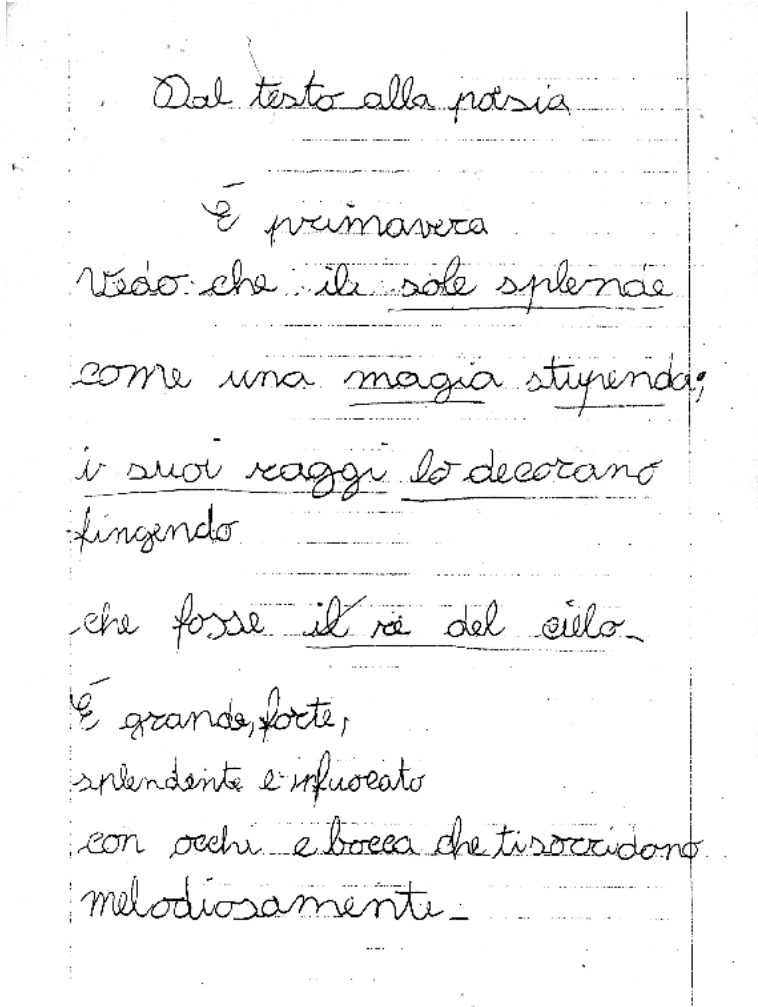 Dal testo alla poesia
È primavera
Vedo che il sole splende
come una magia stupenda;
i suoi raggi lo decorano
fingendo
che fosse il re del cielo.
È grande, forte,
splendente e infuocato
con occhi e bocca che ti sorridono
melodiosamente.